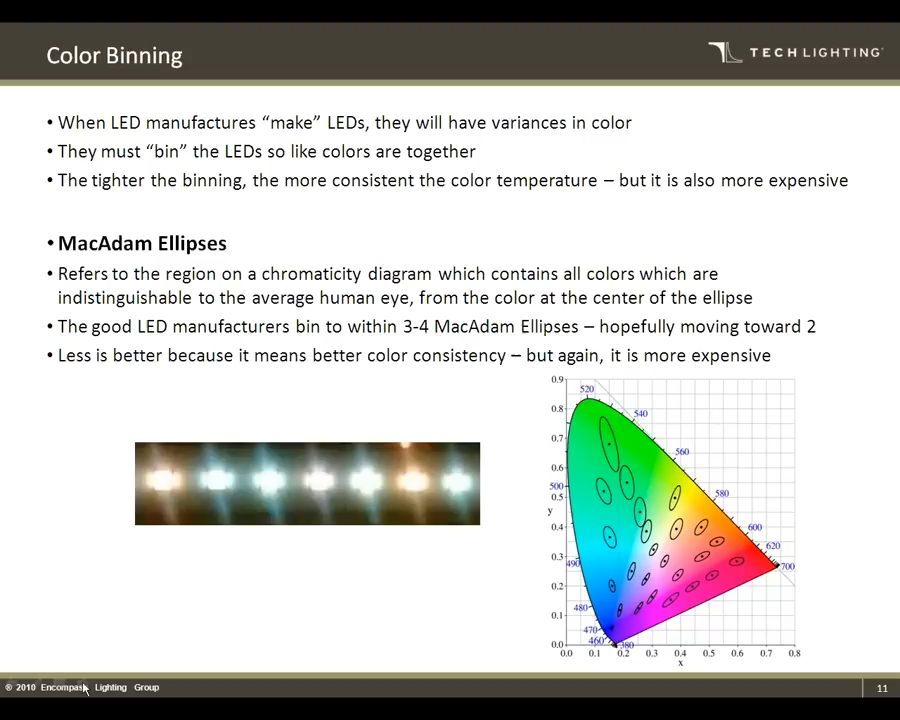 Color Binning
TECH LIGHTING
• When LED manufactures “make” LEDs, they will have variances in color
• They must “bin” the LEDs so like colors are together
• The tighter the binning, the more consistent the color temperature – but it is also more expensive
• MacAdam Ellipses
• Refers to the region on a chromaticity diagram which contains all colors which are
indistinguishable to the average human eye, from the color at the center of the ellipse
• The good LED manufacturers bin to within 3-4 MacAdam Ellipses – hopefully moving toward 2
• Less is better because it means better color consistency – but again, it is more expensive
0.9
520
0.8
540
0.7
560
0.6
500
580
0.5
y
0.4
600
620
0.3
490
700
0.2
480
0.1
470
460
0.0
380
0.0 0.1 0.2 0.3 0.4 0.5 0.6 0.7 0.8
x
® 2010 Encompass Lighting Group
11